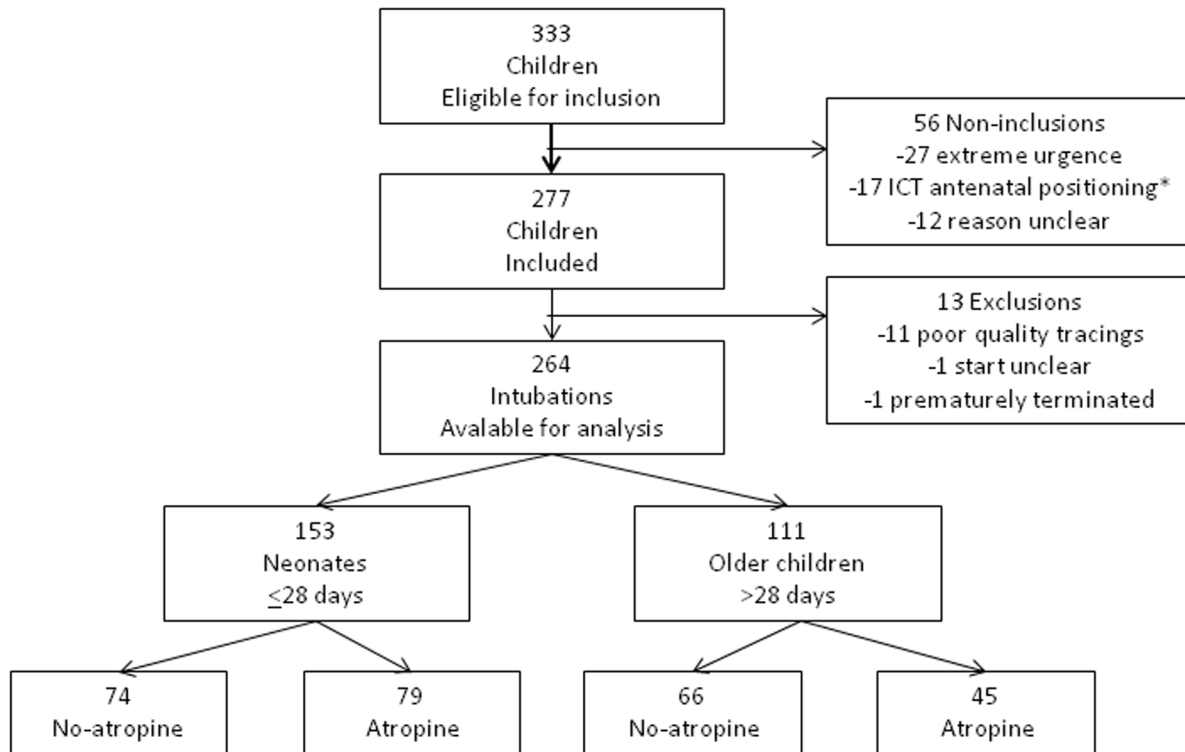 333
Children
Eligible for inclusion
56 Non-inclusions
-27 extreme urgence
-17 ICT antenatal positioning*
-12 reason unclear
277
Children
Included
13 Exclusions
-11 poor quality tracings
-1 start unclear
-1 prematurely terminated
264
Intubations
Avalable for analysis
153
Neonates
≤28 days
111
Older children
>28 days
74
No-atropine
79
Atropine
66
No-atropine
45
Atropine